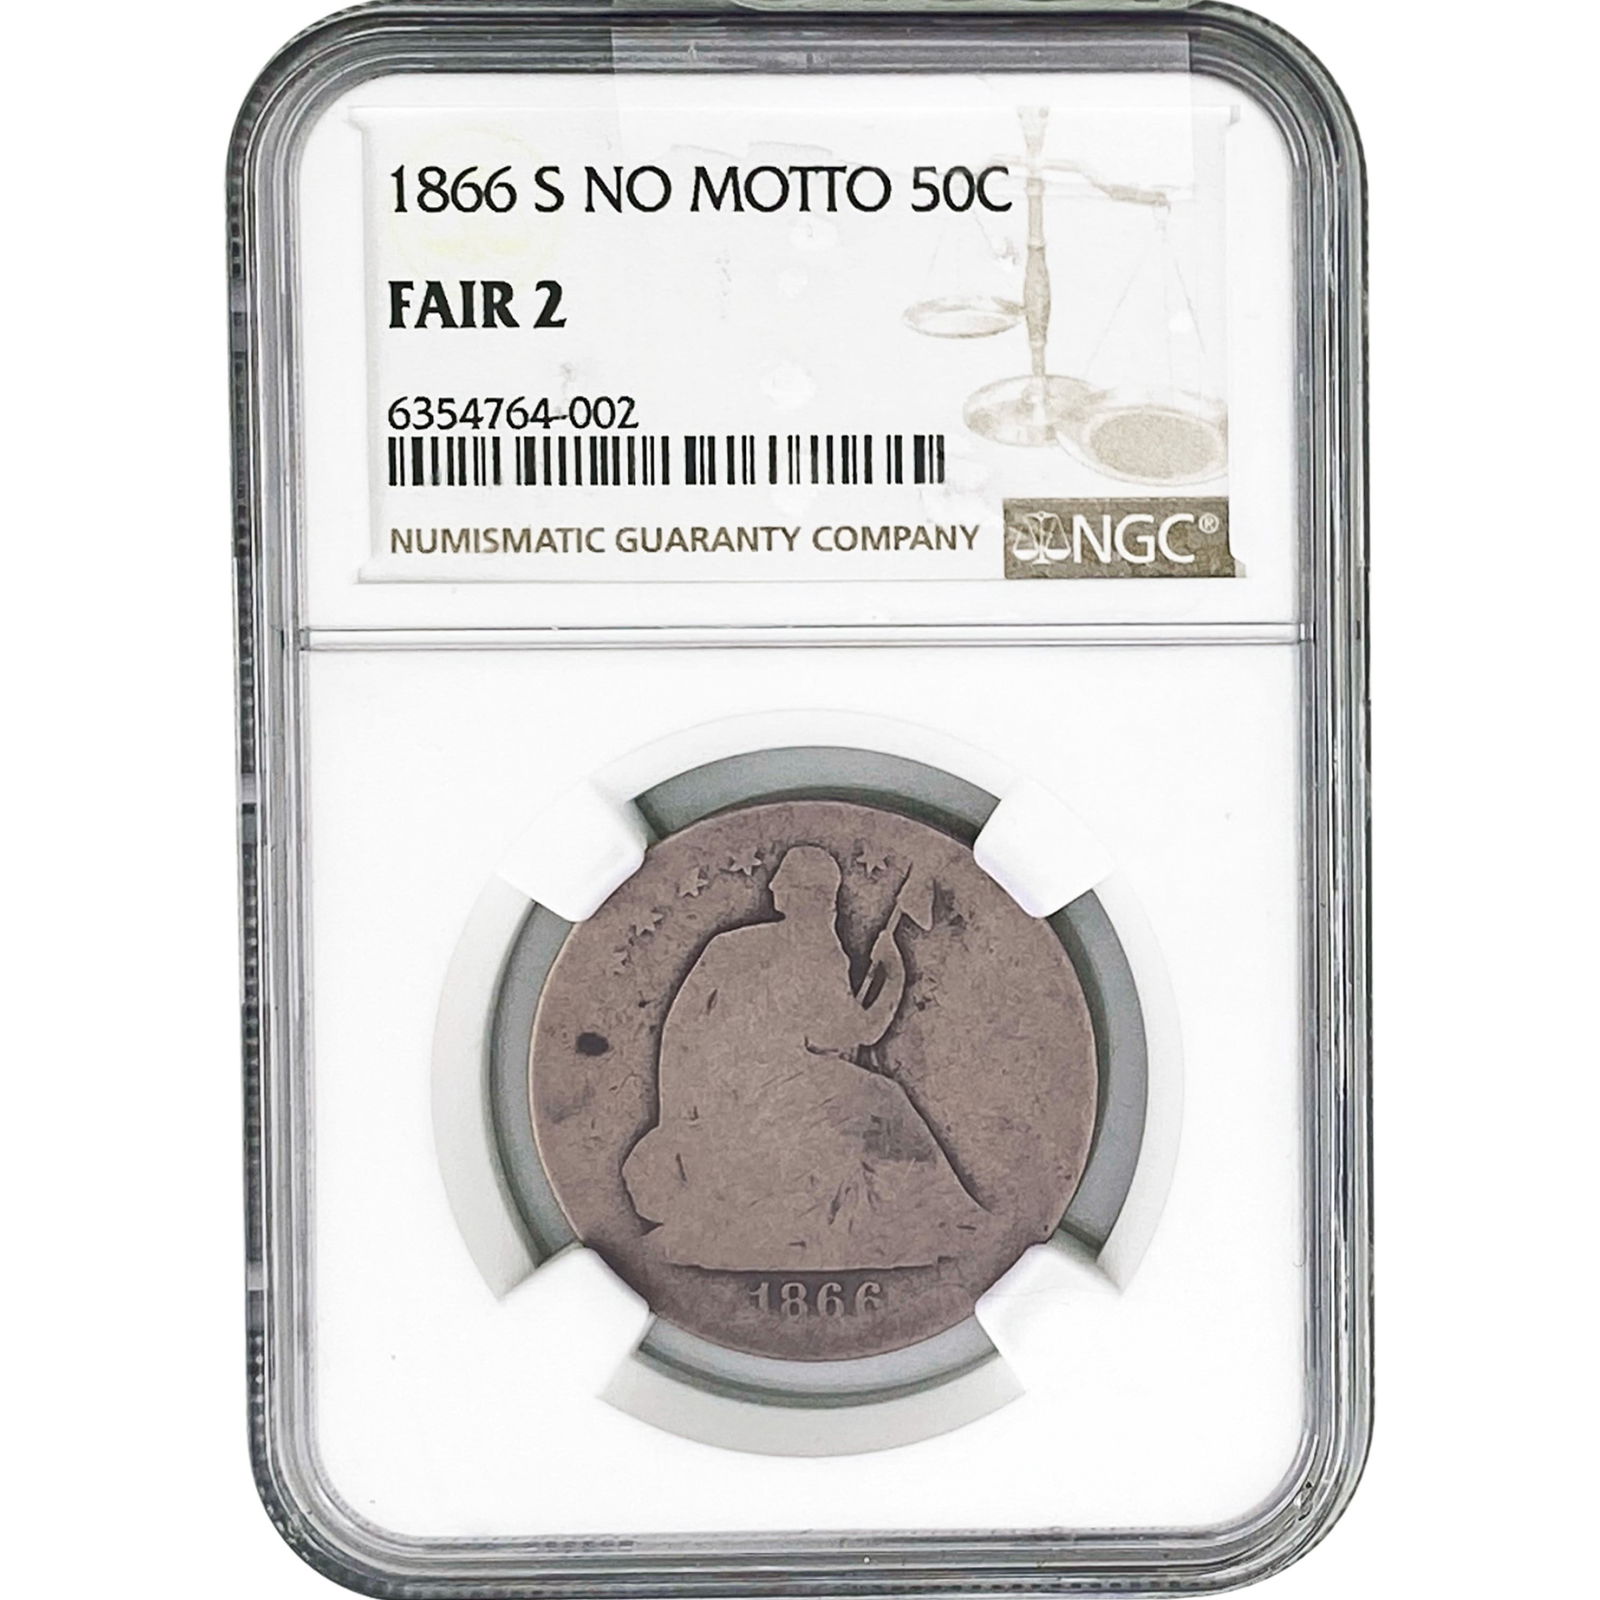 1866 S NO MOTTO 50C
FAIR 2
6354764-002
NUMISMATIC GUARANTY COMPANY
NGC®
1866